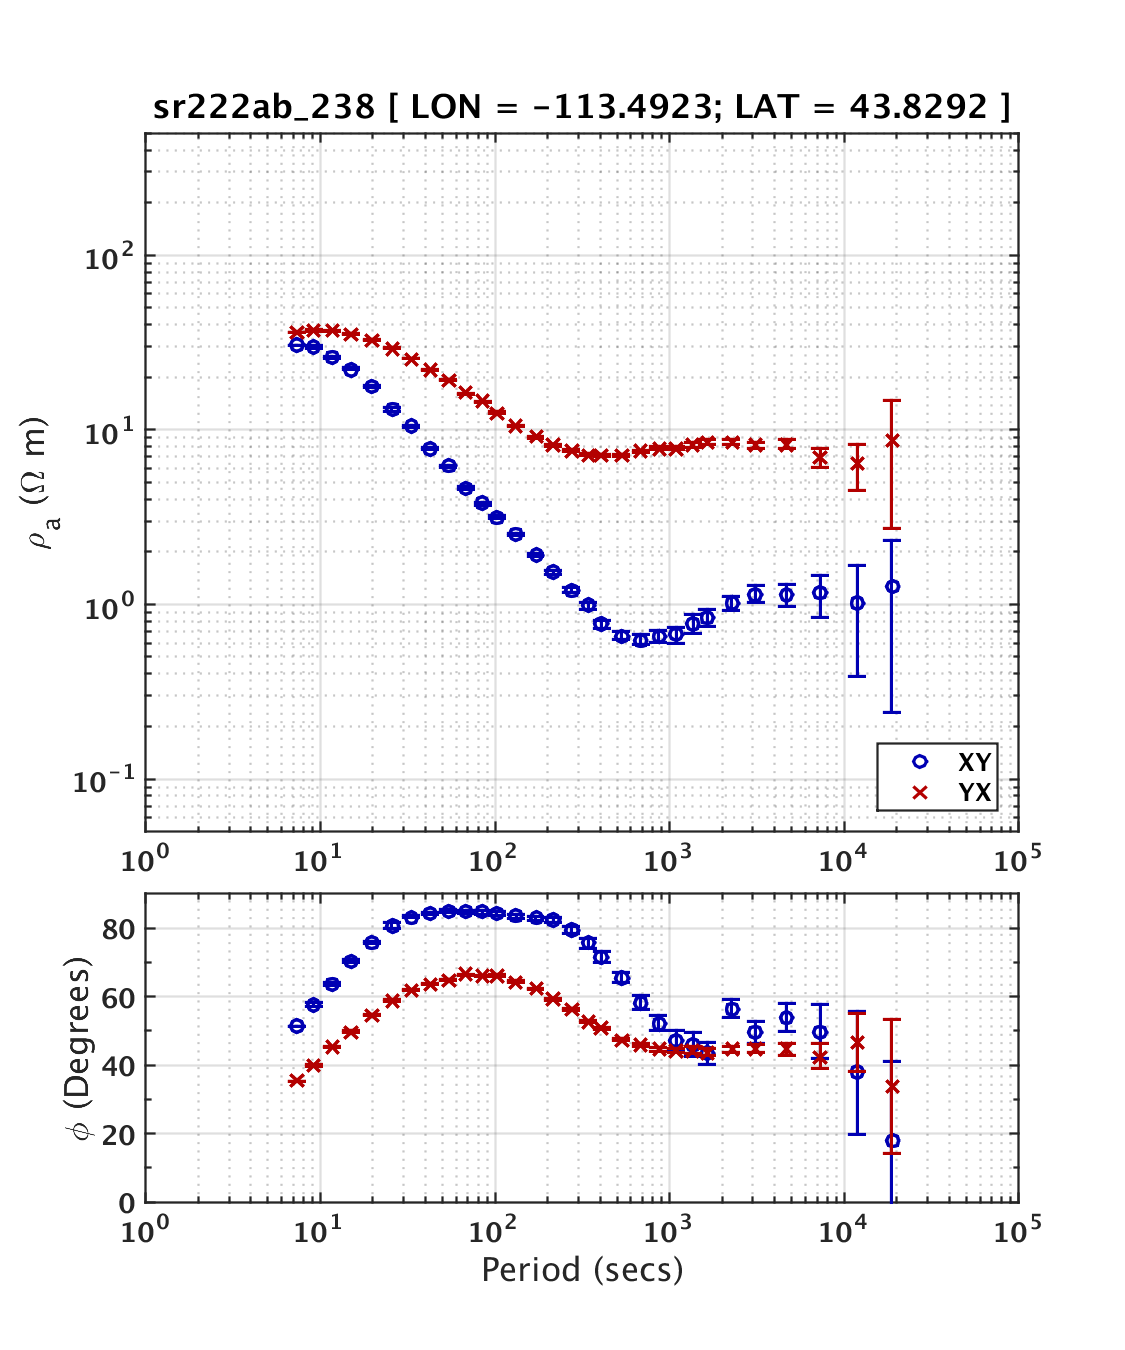 sr222ab_238 [ LON = -113.4923; LAT = 43.8292 ]
10²
10¹
10⁰
10⁻¹
ρₐ (Ω m)
XY
YX
10⁰ 10¹ 10² 10³ 10⁴ 10⁵
80
60
40
20
0
ϕ (Degrees)
10⁰ 10¹ 10² 10³ 10⁴ 10⁵
Period (secs)